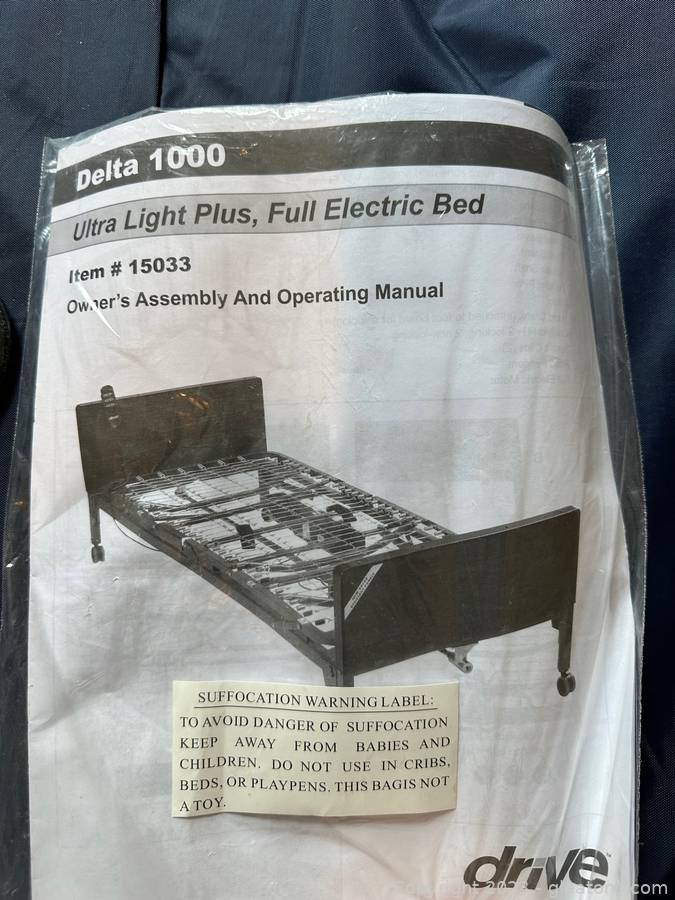 Delta 1000
Ultra Light Plus, Full Electric Bed
Item # 15033
Owner's Assembly And Operating Manual
SUFFOCATION WARNING LABEL:
TO AVOID DANGER OF SUFFOCATION
KEEP AWAY FROM BABIES AND
CHILDREN. DO NOT USE IN CRIBS,
BEDS, OR PLAYPENS. THIS BAGIS NOT
A TOY.
drive